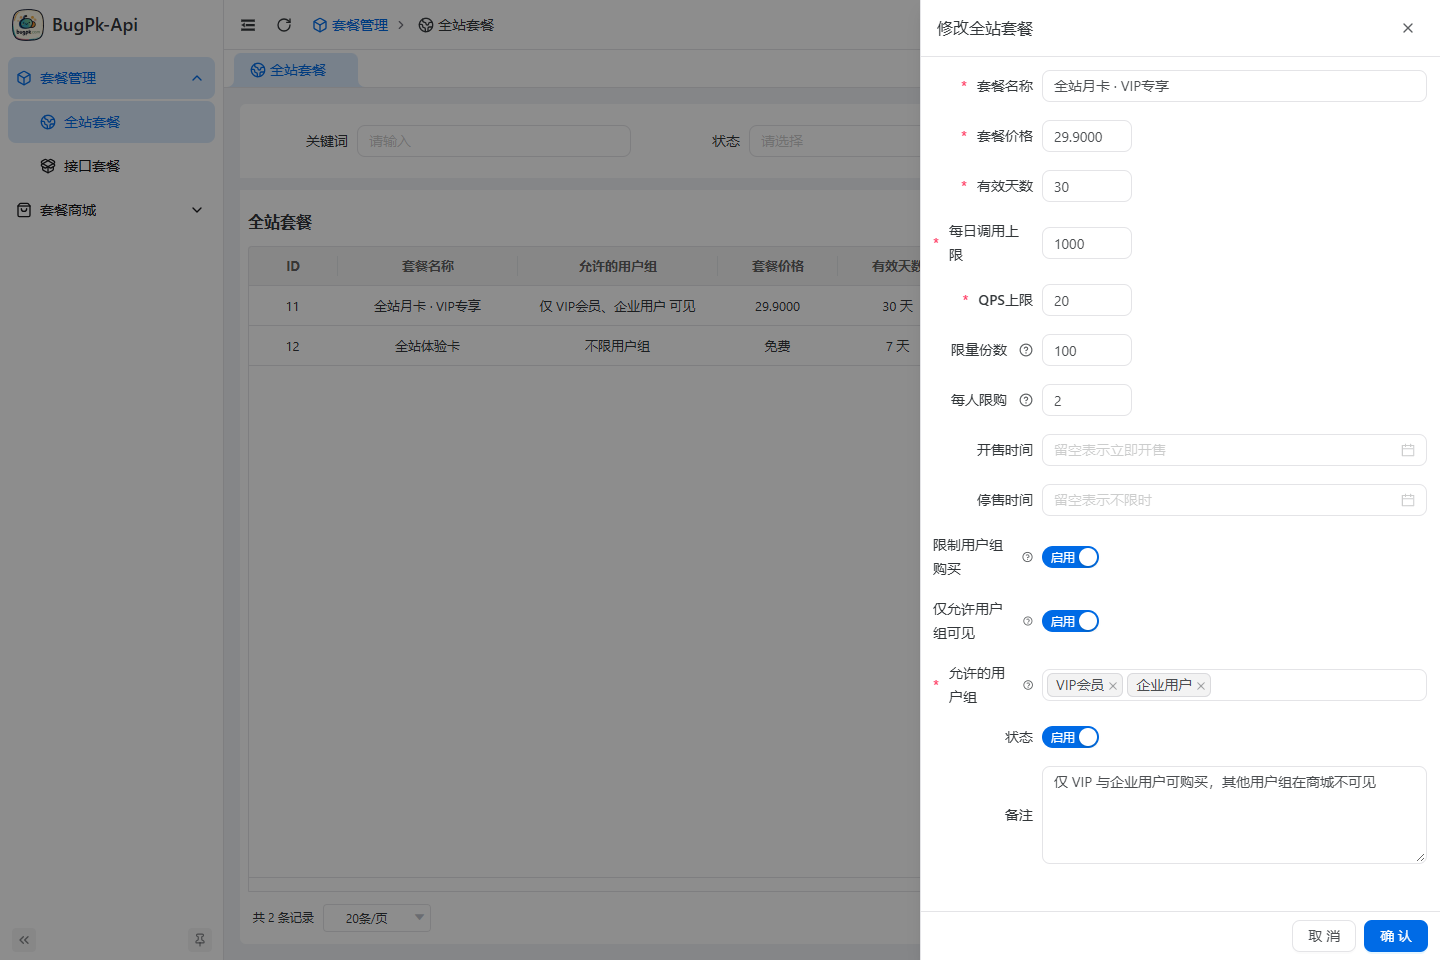 BugPk-Api
套餐管理
全站套餐
接口套餐
套餐商城
套餐管理 > 全站套餐
全站套餐
关键词 请输入 状态 请选择
全站套餐
ID 套餐名称 允许的用户组 套餐价格 有效天数
11 全站月卡 · VIP专享 仅 VIP会员、企业用户 可见 29.9000 30 天
12 全站体验卡 不限用户组 免费 7 天
共 2 条记录 20条/页
修改全站套餐
* 套餐名称 全站月卡 · VIP专享
* 套餐价格 29.9000
* 有效天数 30
* 每日调用上
限 1000
* QPS上限 20
限量份数 100
每人限购 2
开售时间 留空表示立即开售
停售时间 留空表示不限时
限制用户组
购买 启用
仅允许用户
组可见 启用
* 允许的用
户组 VIP会员 × 企业用户 ×
状态 启用
备注 仅 VIP 与企业用户可购买，其他用户组在商城不可见
取 消 确 认